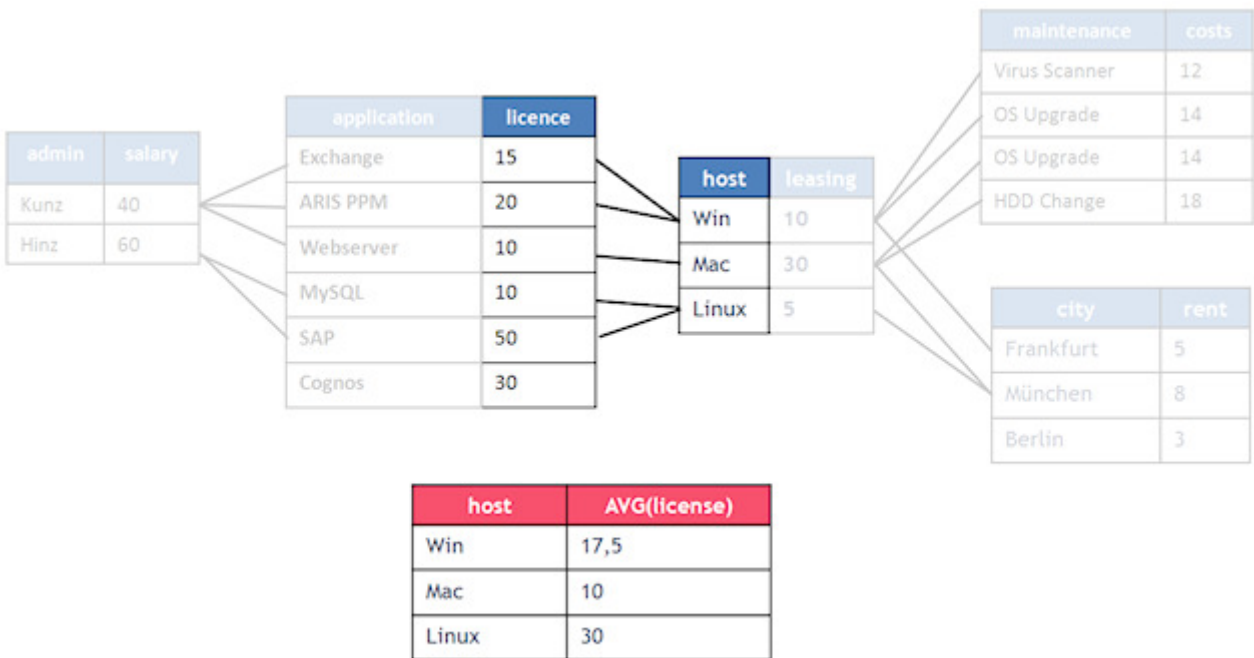 maintenance costs
Virus Scanner 12
OS Upgrade 14
OS Upgrade 14
HDD Change 18
application licence
Exchange 15
ARIS PPM 20
Webserver 10
MySQL 10
SAP 50
Cognos 30
admin salary
Kunz 40
Hinz 60
host leasing
Win 10
Mac 30
Linux 5
city rent
Frankfurt 5
München 8
Berlin 3
host AVG(license)
Win 17,5
Mac 10
Linux 30